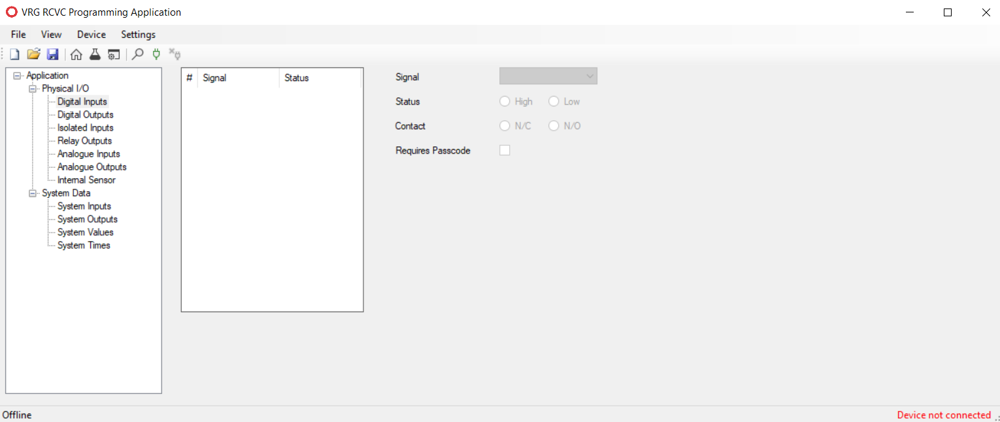 VRG RCVC Programming Application
File View Device Settings
Application
Physical I/O
Digital Inputs
Digital Outputs
Isolated Inputs
Relay Outputs
Analogue Inputs
Analogue Outputs
Internal Sensor
System Data
System Inputs
System Outputs
System Values
System Times
# Signal Status
Signal
Status High Low
Contact N/C N/O
Requires Passcode
Offline
Device not connected